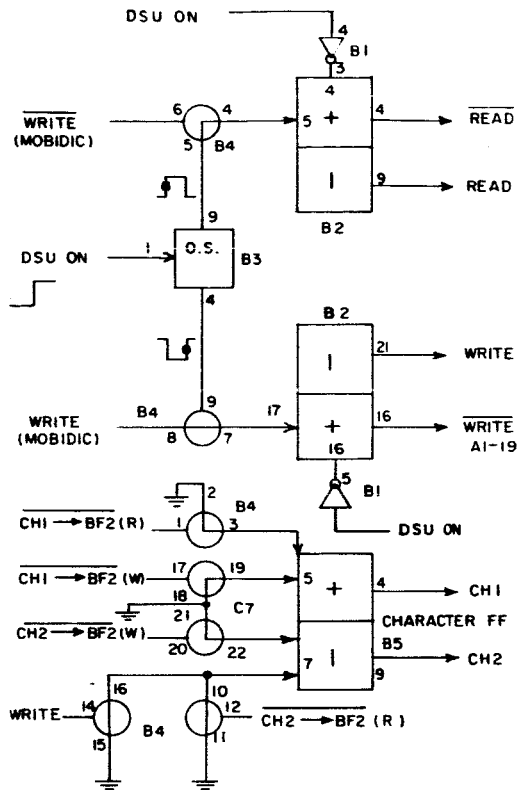 DSU ON
4
B1
3
4
WRITE
(MOBIDIC)
6
4
5
B4
5
+
4
READ
1
9
READ
B2
9
DSU ON
1
O.S.
B3
4
B2
1
21
WRITE
9
WRITE
(MOBIDIC)
B4
8
7
17
+
16
WRITE
A1-19
16
5
B1
DSU ON
2
B4
CH1→BF2(R)
1
3
CH1→BF2(W)
17
19
5
+
4
CH1
18
C7
CHARACTER FF
21
CH2→BF2(W)
20
22
1
B5
CH2
7
9
16
10
WRITE
14
12
CH2→BF2(R)
15
B4
11